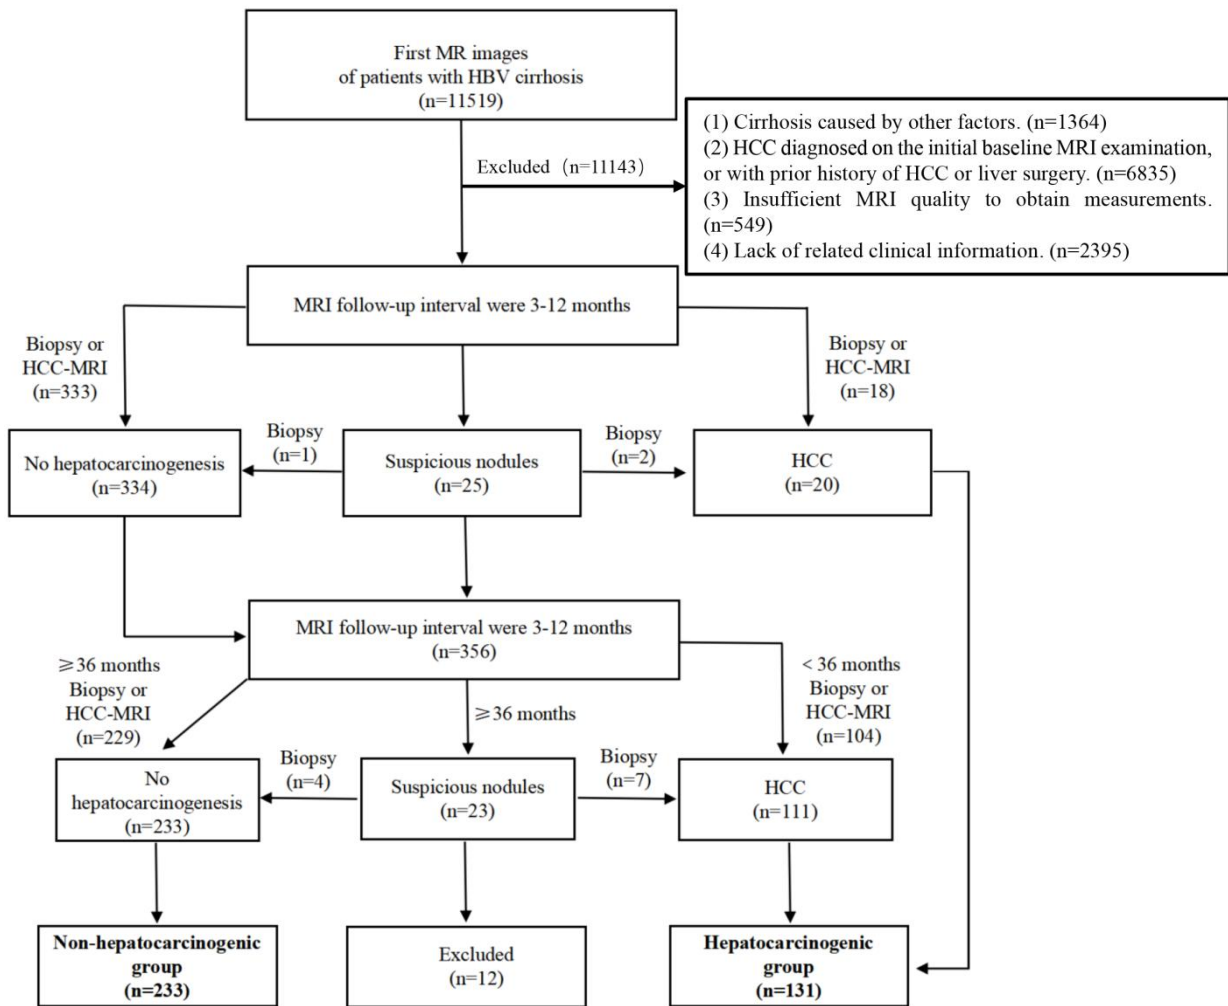 First MR images
of patients with HBV cirrhosis
(n=11519)
Excluded (n=11143)
(1) Cirrhosis caused by other factors. (n=1364)
(2) HCC diagnosed on the initial baseline MRI examination,
or with prior history of HCC or liver surgery. (n=6835)
(3) Insufficient MRI quality to obtain measurements.
(n=549)
(4) Lack of related clinical information. (n=2395)
MRI follow-up interval were 3-12 months
Biopsy or
HCC-MRI
(n=333)
Biopsy or
HCC-MRI
(n=18)
No hepatocarcinogenesis
(n=334)
Biopsy
(n=1)
Suspicious nodules
(n=25)
Biopsy
(n=2)
HCC
(n=20)
MRI follow-up interval were 3-12 months
(n=356)
≥36 months
Biopsy or
HCC-MRI
(n=229)
≥36 months
< 36 months
Biopsy or
HCC-MRI
(n=104)
No
hepatocarcinogenesis
(n=233)
Biopsy
(n=4)
Suspicious nodules
(n=23)
Biopsy
(n=7)
HCC
(n=111)
Non-hepatocarcinogenic
group
(n=233)
Excluded
(n=12)
Hepatocarcinogenic
group
(n=131)